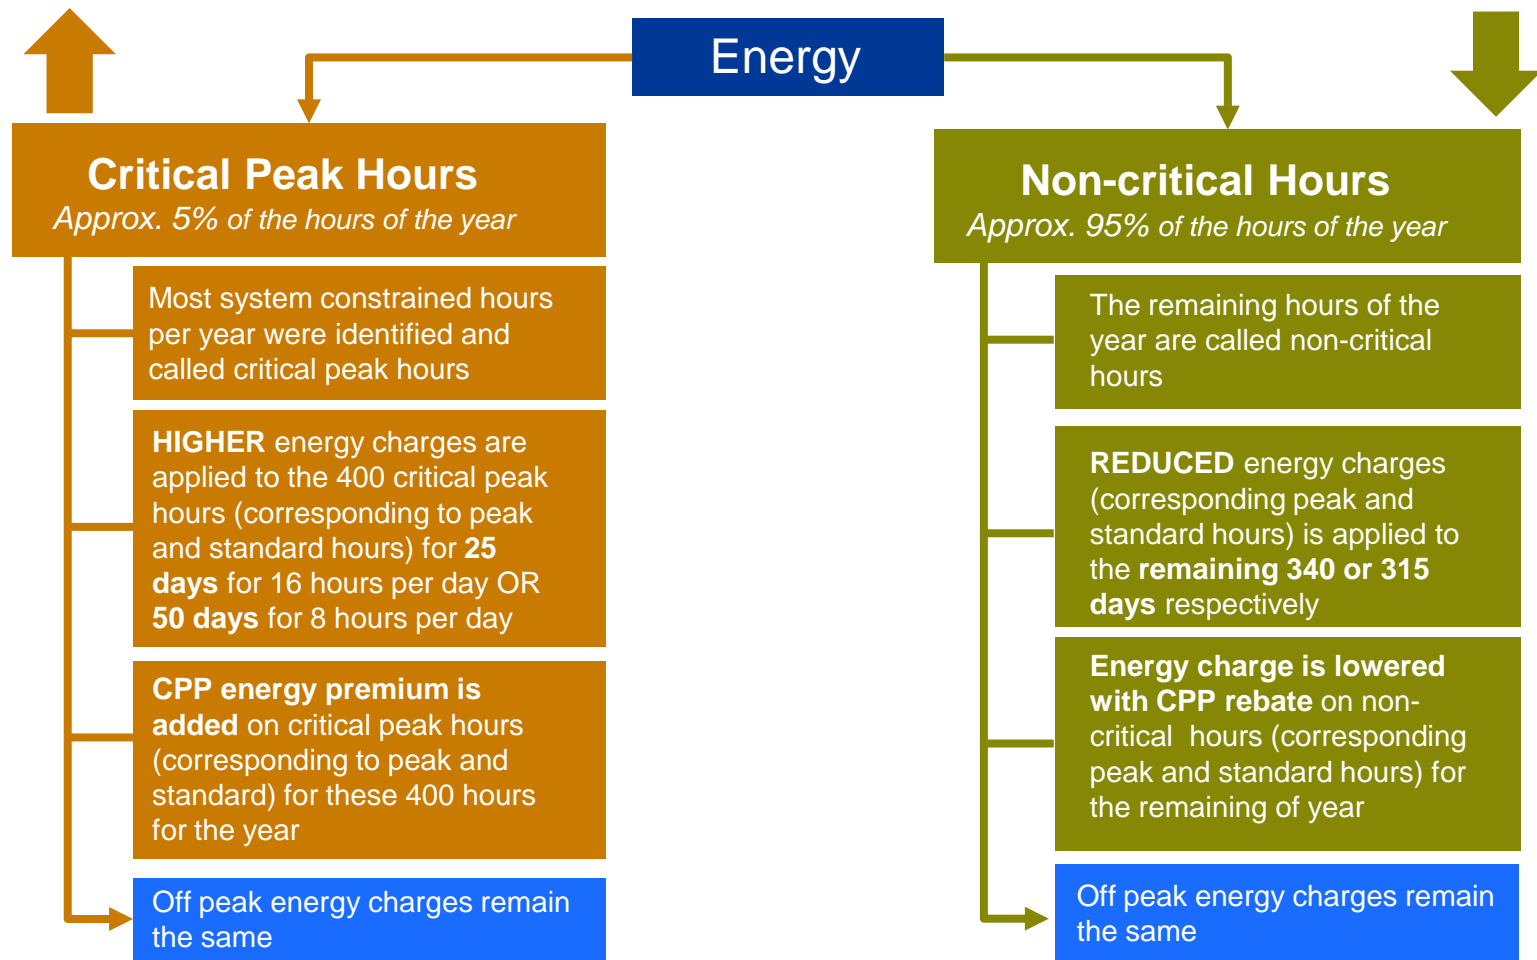 Energy
Critical Peak Hours
Approx. 5% of the hours of the year
Most system constrained hours
per year were identified and
called critical peak hours
HIGHER energy charges are
applied to the 400 critical peak
hours (corresponding to peak
and standard hours) for 25
days for 16 hours per day OR
50 days for 8 hours per day
CPP energy premium is
added on critical peak hours
(corresponding to peak and
standard) for these 400 hours
for the year
Off peak energy charges remain
the same
Non-critical Hours
Approx. 95% of the hours of the year
The remaining hours of the
year are called non-critical
hours
REDUCED energy charges
(corresponding peak and
standard hours) is applied to
the remaining 340 or 315
days respectively
Energy charge is lowered
with CPP rebate on non-
critical  hours (corresponding
peak and standard hours) for
the remaining of year
Off peak energy charges remain
the same